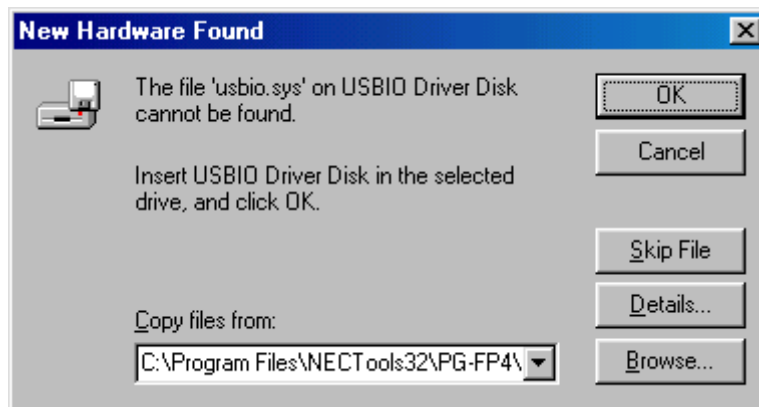 New Hardware Found
The file 'usbio.sys' on USBIO Driver Disk
cannot be found.
Insert USBIO Driver Disk in the selected
drive, and click OK.
Copy files from:
C:\Program Files\NECTools32\PG-FP4\
OK
Cancel
Skip File
Details...
Browse...